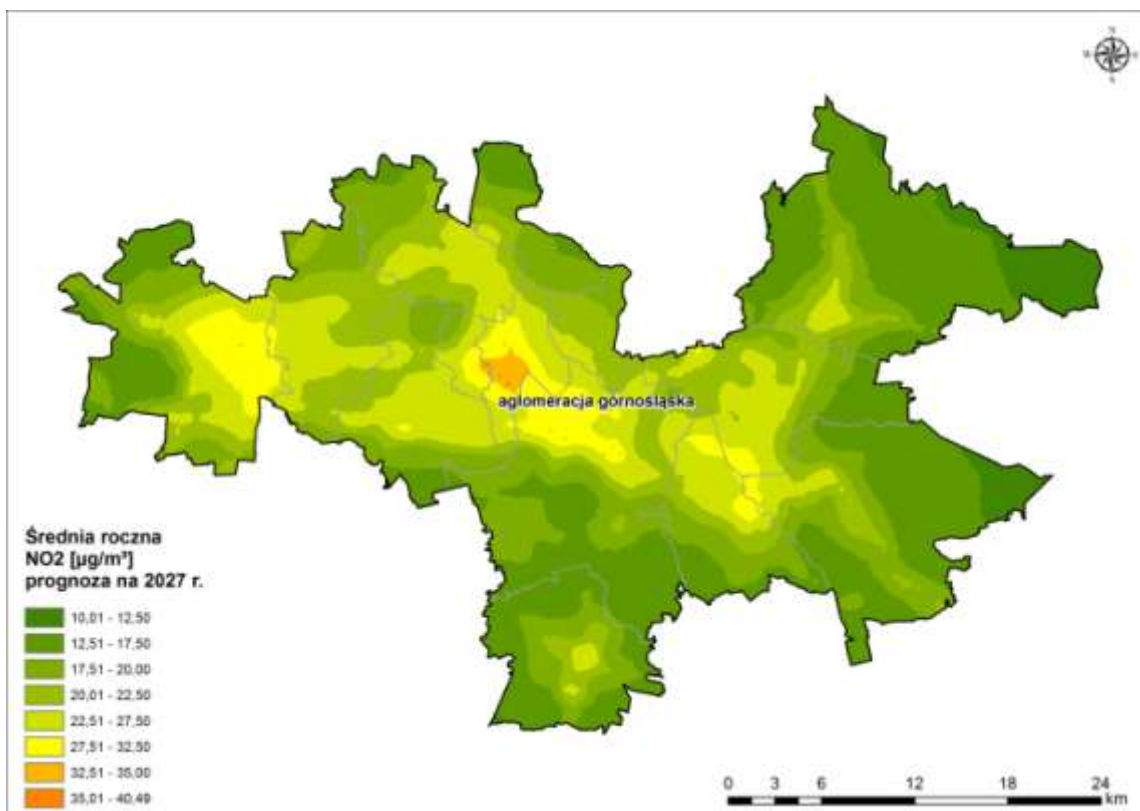 N
W E
S
aglomeracja górnośląska
Średnia roczna
NO2 [µg/m³]
prognoza na 2027 r.
10,01 - 12,50
12,51 - 17,50
17,51 - 20,00
20,01 - 22,50
22,51 - 27,50
27,51 - 32,50
32,51 - 35,00
35,01 - 40,49
0 3 6 12 18 24
km